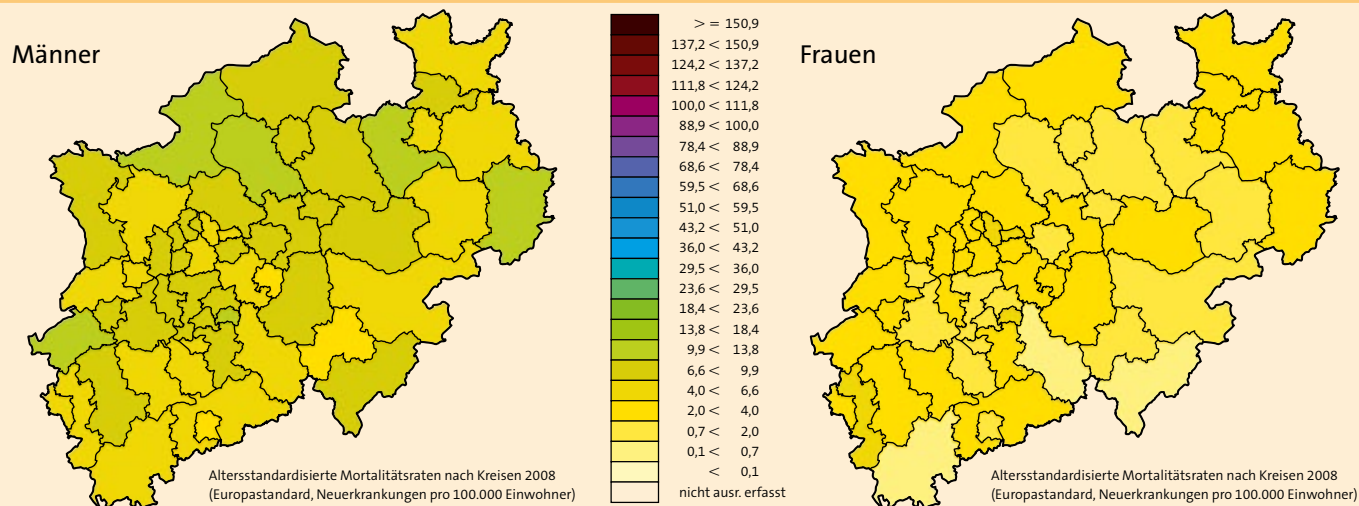 Männer
> = 150,9
137,2 < 150,9
124,2 < 137,2
111,8 < 124,2
100,0 < 111,8
88,9 < 100,0
78,4 < 88,9
68,6 < 78,4
59,5 < 68,6
51,0 < 59,5
43,2 < 51,0
36,0 < 43,2
29,5 < 36,0
23,6 < 29,5
18,4 < 23,6
13,8 < 18,4
9,9 < 13,8
6,6 < 9,9
4,0 < 6,6
2,0 < 4,0
0,7 < 2,0
0,1 < 0,7
< 0,1
nicht ausr. erfasst
Altersstandardisierte Mortalitätsraten nach Kreisen 2008
(Europastandard, Neuerkrankungen pro 100.000 Einwohner)
Frauen
Altersstandardisierte Mortalitätsraten nach Kreisen 2008
(Europastandard, Neuerkrankungen pro 100.000 Einwohner)